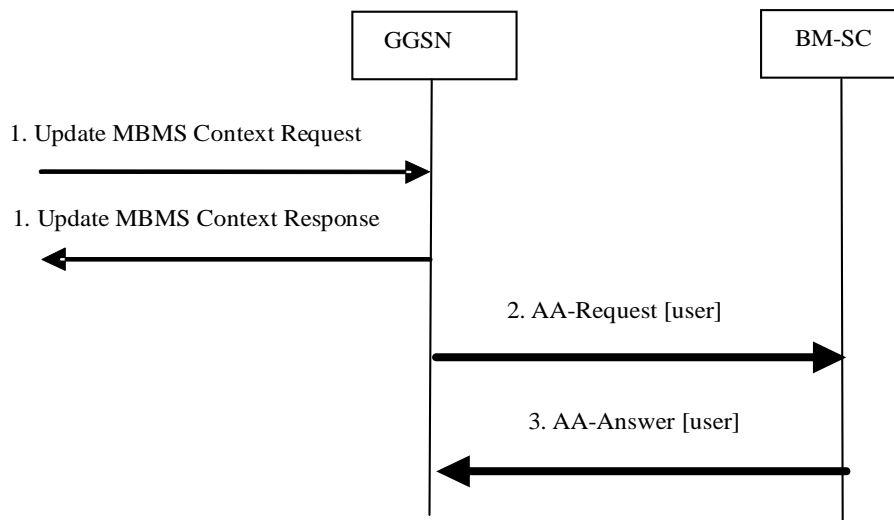 GGSN
BM-SC
1. Update MBMS Context Request
1. Update MBMS Context Response
2. AA-Request [user]
3. AA-Answer [user]